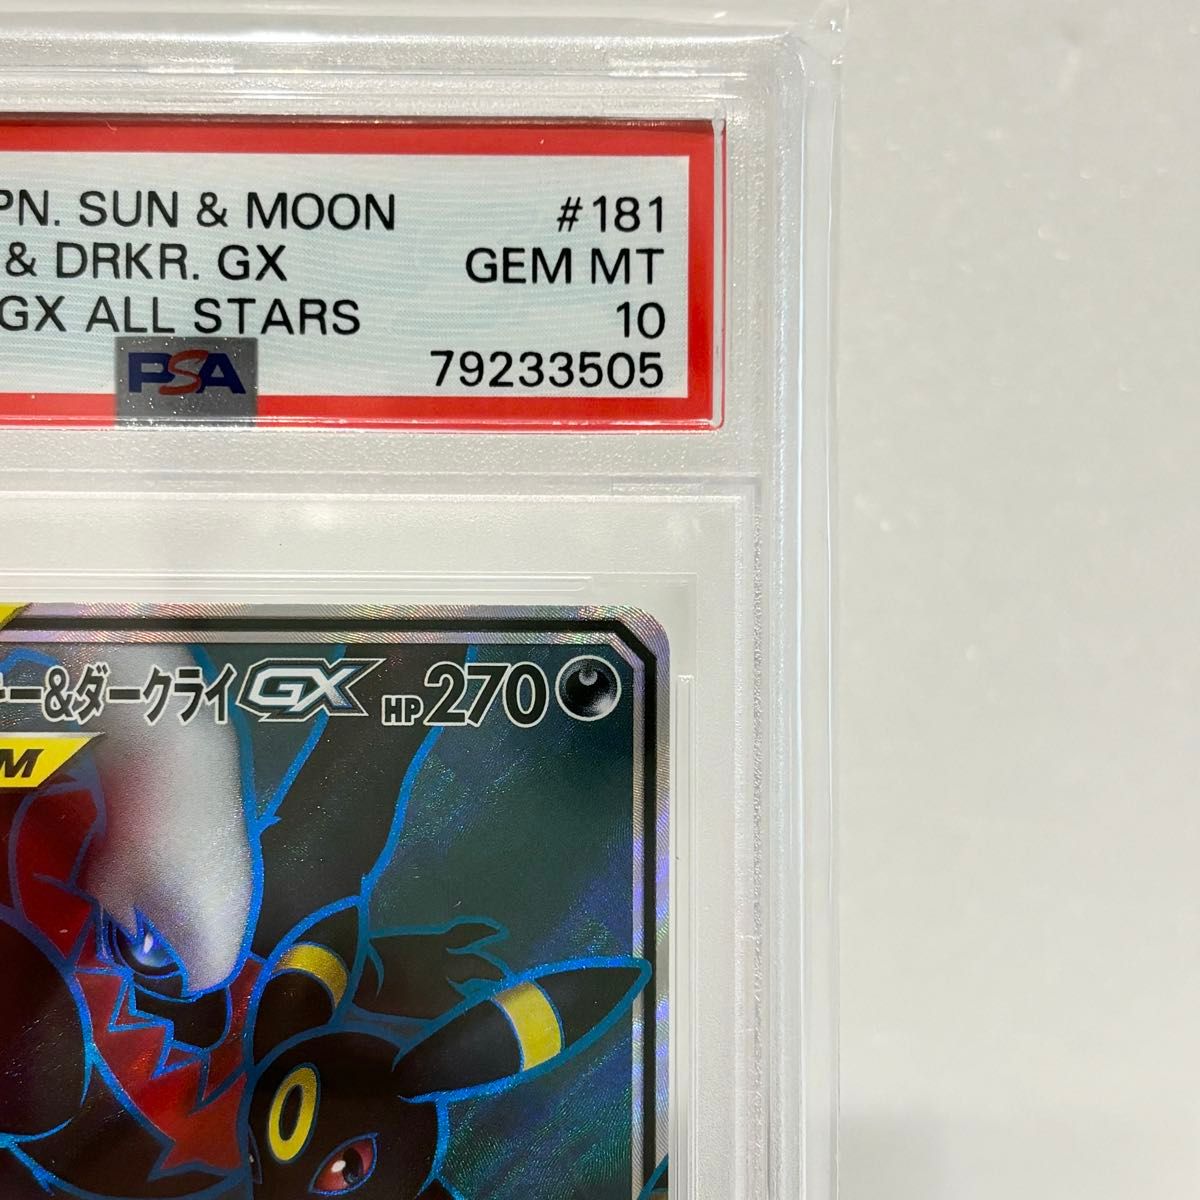 PN. SUN & MOON #181
& DRKR. GX GEM MT
GX ALL STARS 10
PSA 79233505
ー&ダークライGX HP270
M